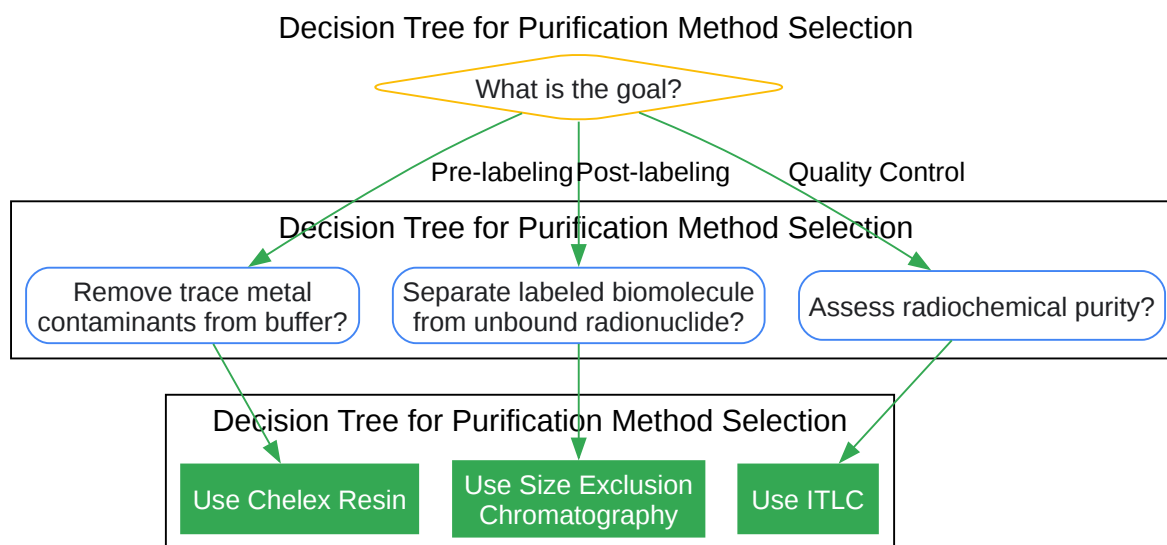 Decision Tree for Purification Method Selection
What is the goal?
Pre-labeling
Post-labeling
Quality Control
Decision Tree for Purification Method Selection
Remove trace metal
contaminants from buffer?
Separate labeled biomolecule
from unbound radionuclide?
Assess radiochemical purity?
Decision Tree for Purification Method Selection
Use Chelex Resin
Use Size Exclusion
Chromatography
Use ITLC